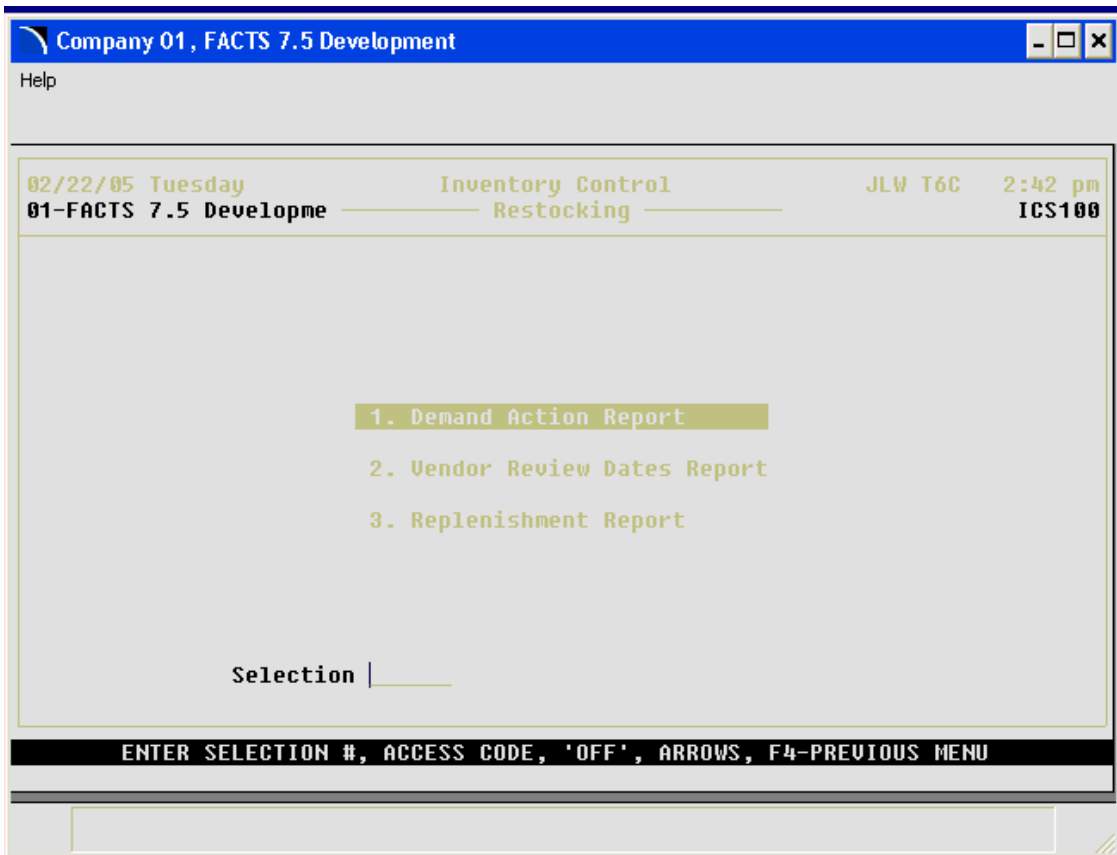 Company 01, FACTS 7.5 Development
Help
02/22/05 Tuesday Inventory Control JLW T6C 2:42 pm
01-FACTS 7.5 Developme Restocking ICS100
1. Demand Action Report
2. Vendor Review Dates Report
3. Replenishment Report
Selection
ENTER SELECTION #, ACCESS CODE, 'OFF', ARROWS, F4-PREVIOUS MENU